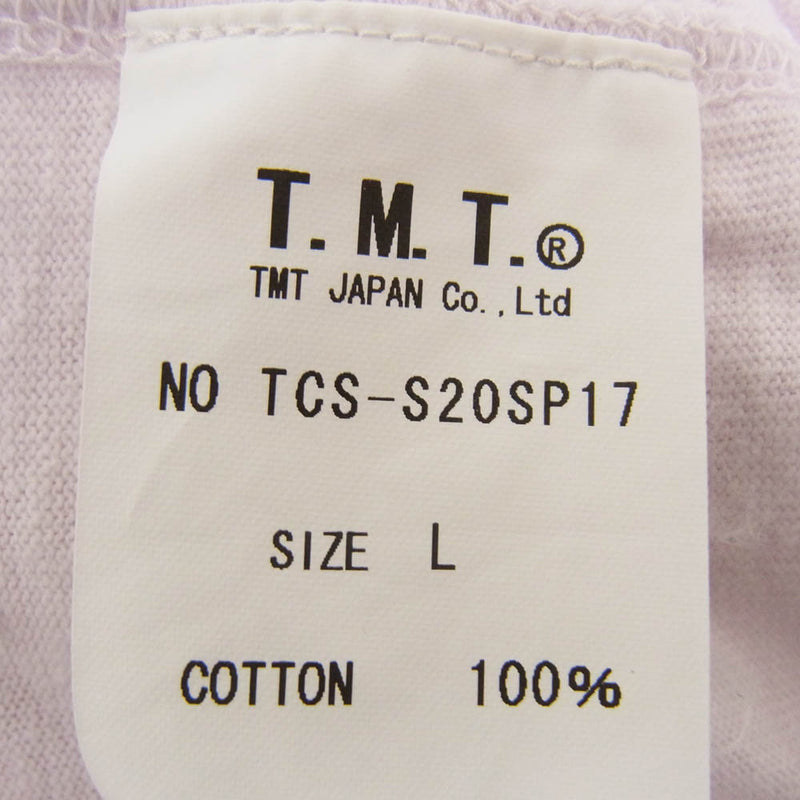 T.M.T.®
TMT JAPAN Co.,Ltd
NO TCS-S20SP17
SIZE L
COTTON 100%